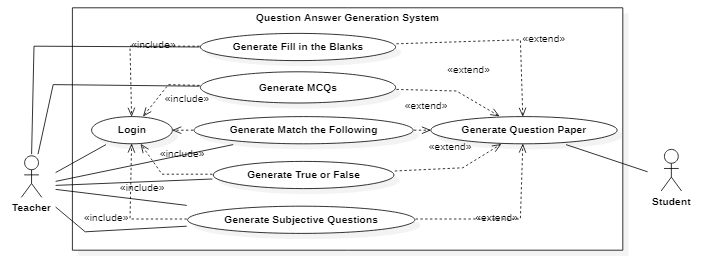 Question Answer Generation System
«include»
Generate Fill in the Blanks
«extend»
Generate MCQs
«extend»
«include»
«extend»
Login
Generate Match the Following
Generate Question Paper
«include»
«extend»
Generate True or False
«include»
Teacher
Student
«include»
Generate Subjective Questions
«extend»